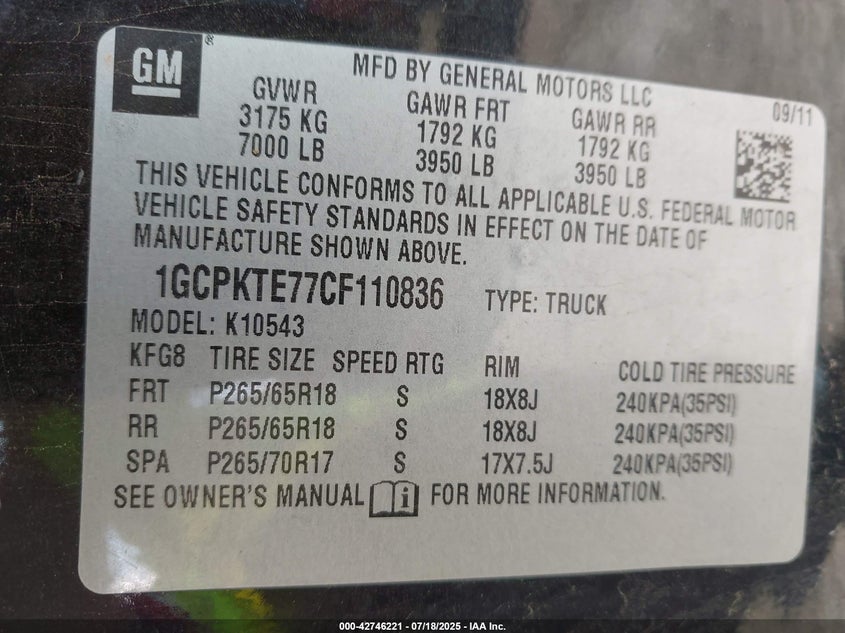 GM ®
MFD BY GENERAL MOTORS LLC
09/11
GVWR GAWR FRT GAWR RR
3175 KG 1792 KG 1792 KG
7000 LB 3950 LB 3950 LB
THIS VEHICLE CONFORMS TO ALL APPLICABLE U.S. FEDERAL MOTOR
VEHICLE SAFETY STANDARDS IN EFFECT ON THE DATE OF
MANUFACTURE SHOWN ABOVE.
1GCPKTE77CF110836 TYPE: TRUCK
MODEL: K10543
KFG8 TIRE SIZE SPEED RTG RIM COLD TIRE PRESSURE
FRT P265/65R18 S 18X8J 240KPA(35PSI)
RR P265/65R18 S 18X8J 240KPA(35PSI)
SPA P265/70R17 S 17X7.5J 240KPA(35PSI)
SEE OWNER'S MANUAL i FOR MORE INFORMATION.
000-42746221 - 07/18/2025 - IAA Inc.